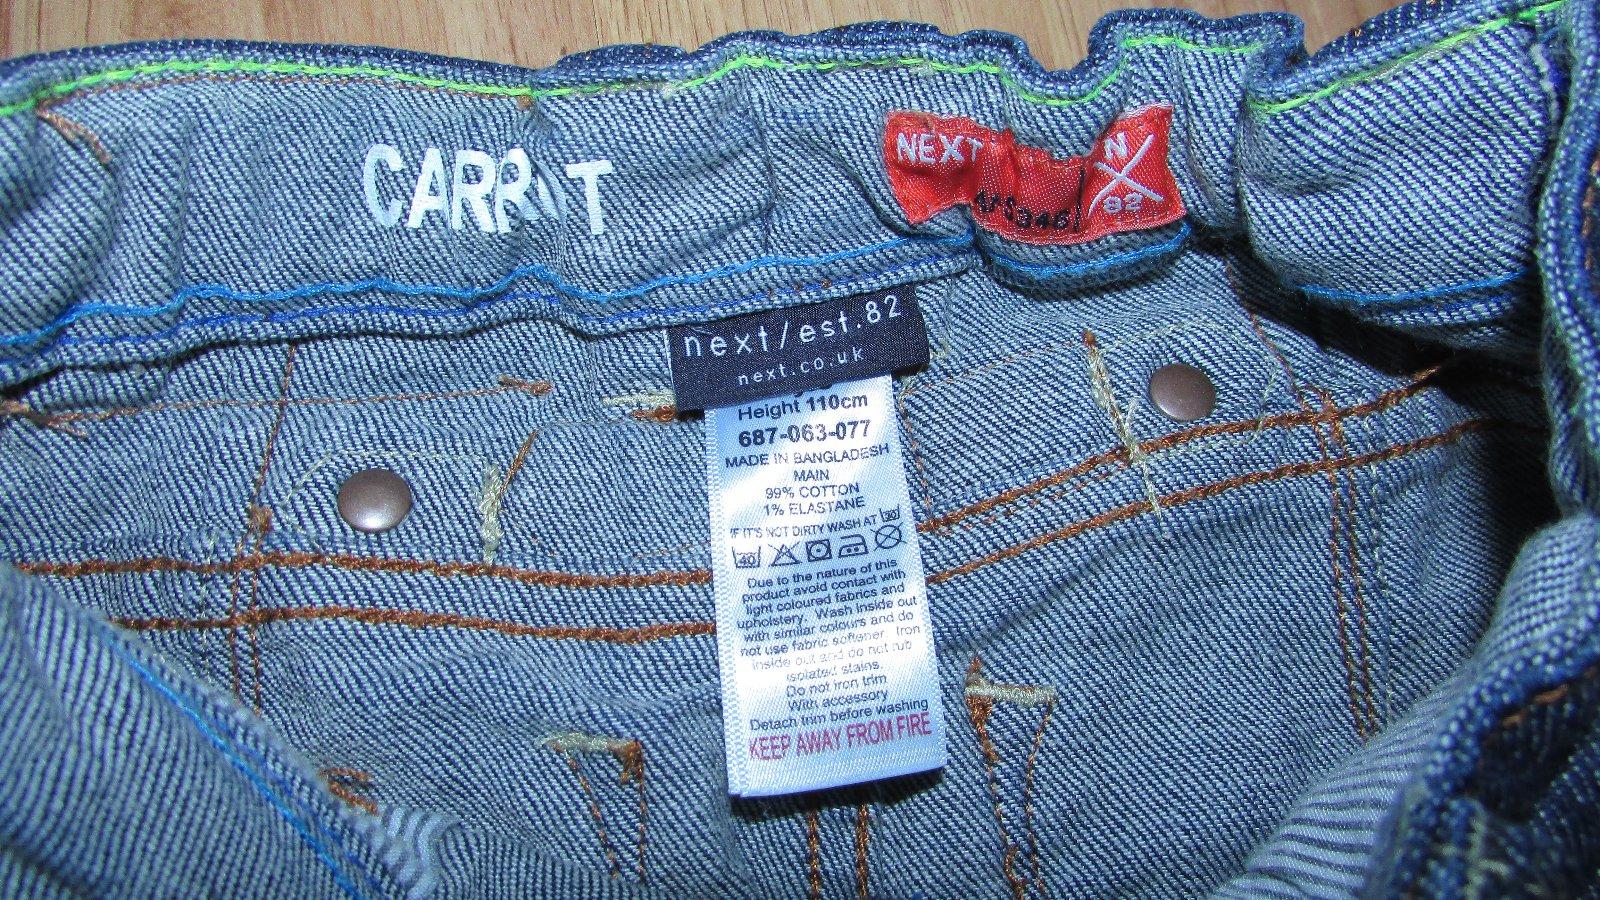 CARROT
NEXT
N
82
next/est.82
next.co.uk
Height 110cm
687-063-077
MADE IN BANGLADESH
MAIN
99% COTTON
1% ELASTANE
IF IT'S NOT DIRTY WASH AT 30
40
Due to the nature of this
product avoid contact with
light coloured fabrics and
upholstery. Wash inside out
with similar colours and do
not use fabric softener. Iron
inside out and do not rub
isolated stains.
Do not iron trim
With accessory
Detach trim before washing
KEEP AWAY FROM FIRE